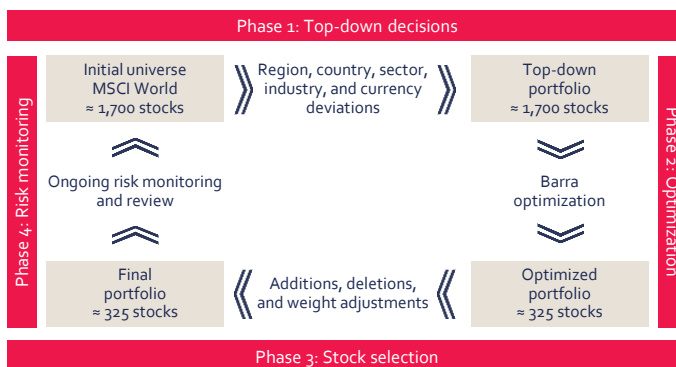 Phase 1: Top-down decisions
Initial universe
MSCI World
≈ 1,700 stocks
Region, country, sector,
industry, and currency
deviations
Top-down
portfolio
≈ 1,700 stocks
Phase 4: Risk monitoring
Ongoing risk monitoring
and review
Barra
optimization
Phase 2: Optimization
Final
portfolio
≈ 325 stocks
Additions, deletions,
and weight adjustments
Optimized
portfolio
≈ 325 stocks
Phase 3: Stock selection